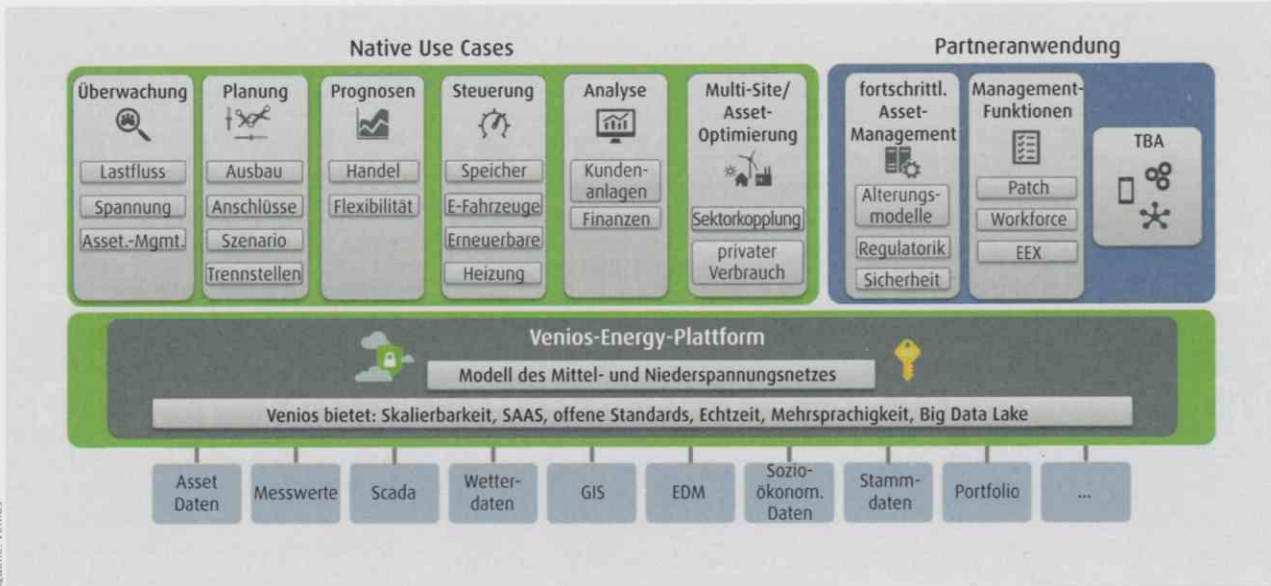 Native Use Cases
Partneranwendung
Überwachung
Lastfluss
Spannung
Asset.-Mgmt.
Planung
Ausbau
Anschlüsse
Szenario
Trennstellen
Prognosen
Handel
Flexibilität
Steuerung
Speicher
E-Fahrzeuge
Erneuerbare
Heizung
Analyse
Kunden-
anlagen
Finanzen
Multi-Site/
Asset-
Optimierung
Sektorkopplung
privater
Verbrauch
fortschrittl.
Asset-
Management
Alterungs-
modelle
Regulatorik
Sicherheit
Management-
Funktionen
Patch
Workforce
EEX
TBA
Venios-Energy-Plattform
Modell des Mittel- und Niederspannungsnetzes
Venios bietet: Skalierbarkeit, SAAS, offene Standards, Echtzeit, Mehrsprachigkeit, Big Data Lake
Asset
Daten
Messwerte
Scada
Wetter-
daten
GIS
EDM
Sozio-
ökonom.
Daten
Stamm-
daten
Portfolio
...